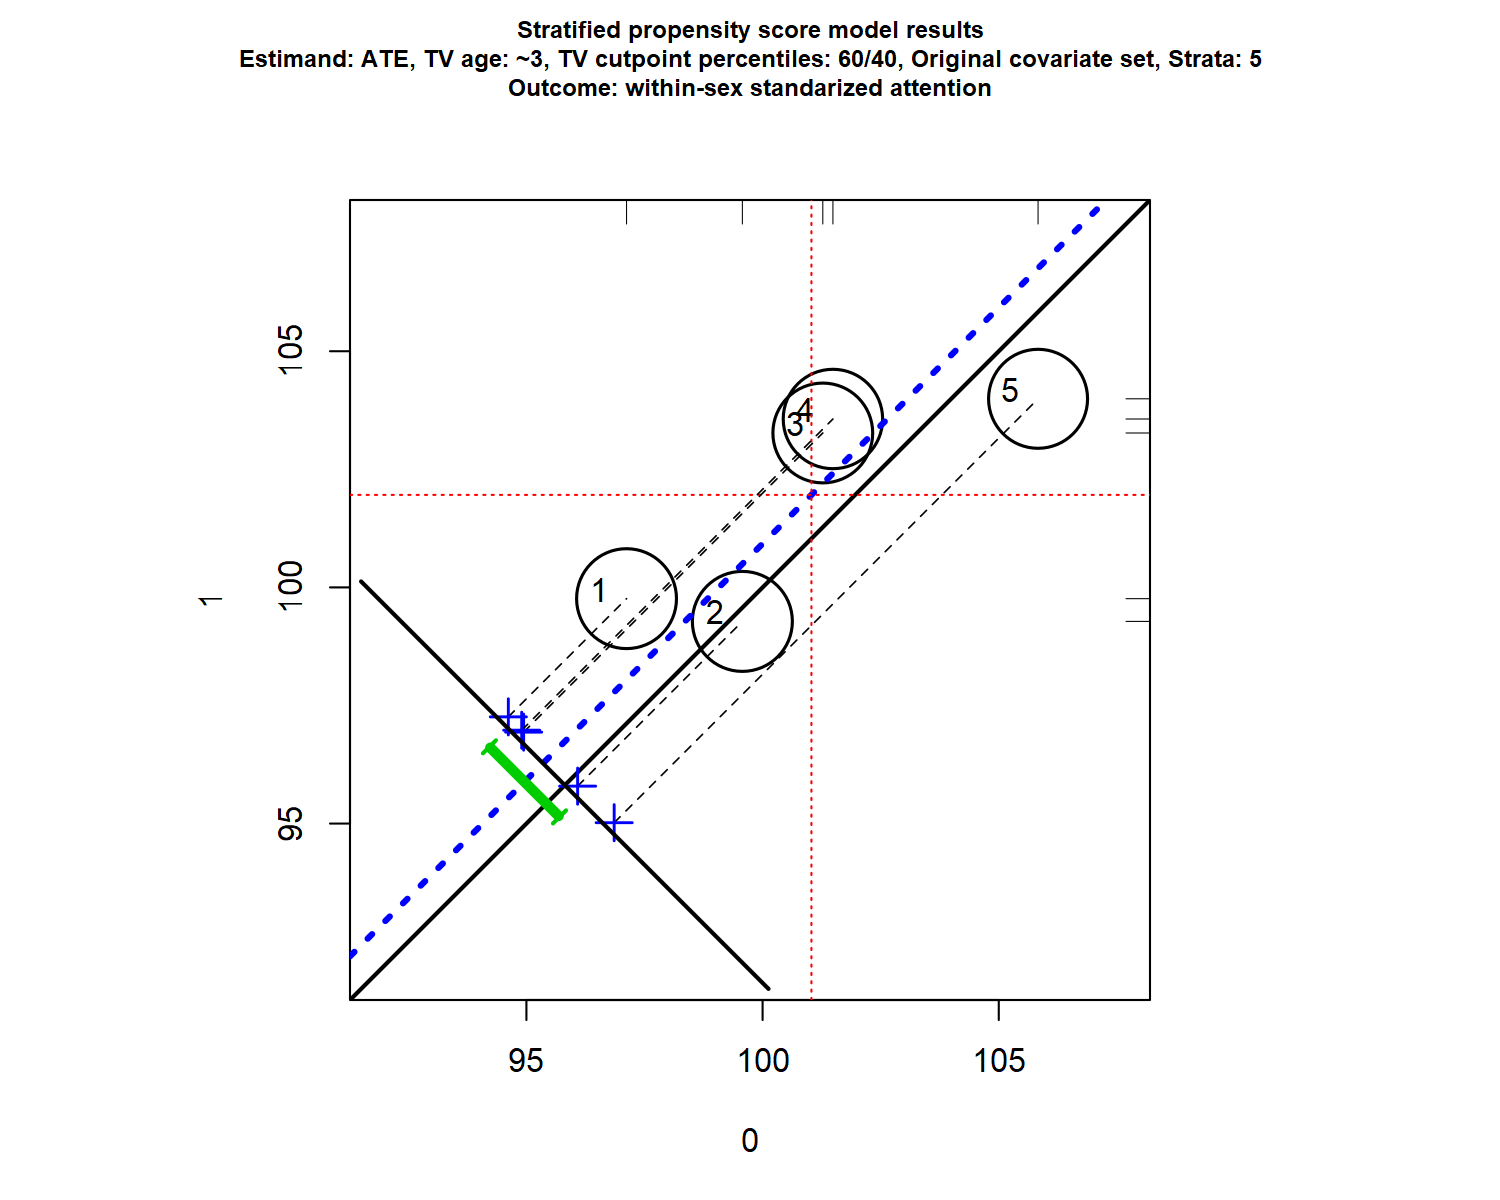 Stratified propensity score model results
Estimand: ATE, TV age: ~3, TV cutpoint percentiles: 60/40, Original covariate set, Strata: 5
Outcome: within-sex standarized attention
105
100
95
1
4
3
5
1
2
95 100 105
0